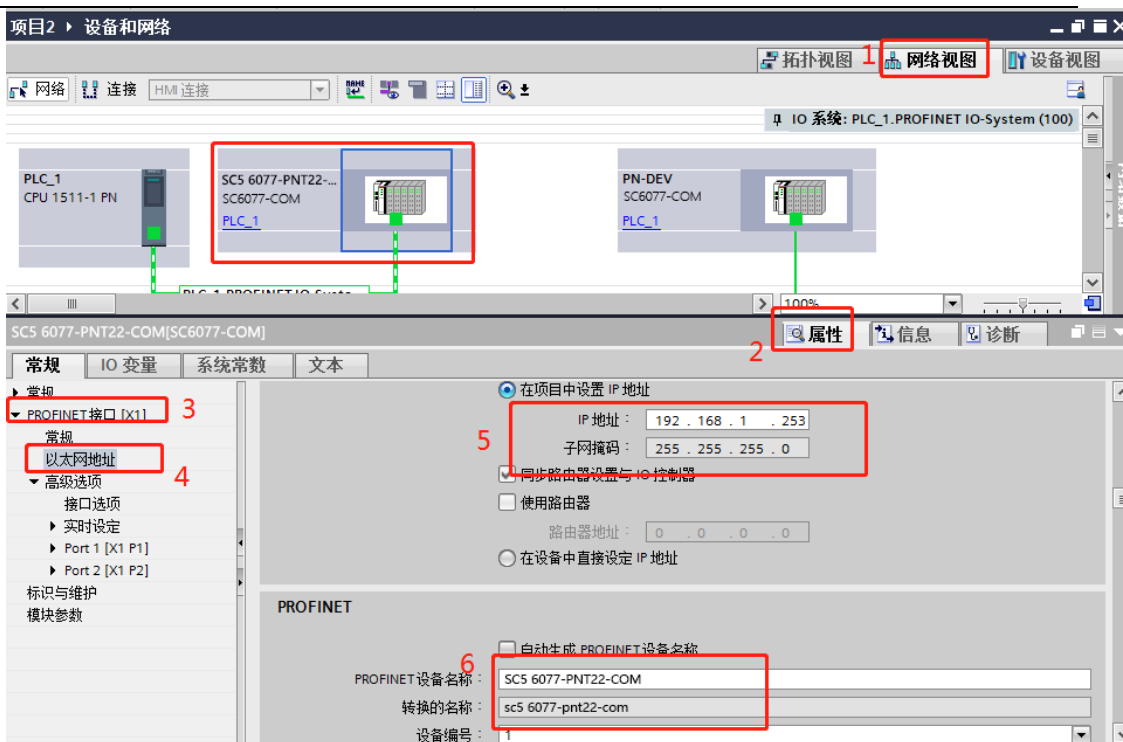 项目2 ▸ 设备和网络
拓扑视图 1 网络视图 设备视图
网络 连接 HMI 连接
IO 系统: PLC_1.PROFINET IO-System (100)
PLC_1
CPU 1511-1 PN
SC5 6077-PNT22-...
SC6077-COM
PLC_1
PN-DEV
SC6077-COM
PLC_1
PLC_1.PROFINET IO-Syste...
100%
SC5 6077-PNT22-COM[SC6077-COM]
2 属性 信息 诊断
常规 IO 变量 系统常数 文本
常规
PROFINET接口 [X1] 3
常规
以太网地址 4
高级选项
接口选项
实时设定
Port 1 [X1 P1]
Port 2 [X1 P2]
标识与维护
模块参数
在项目中设置 IP 地址
5 IP 地址: 192 . 168 . 1 . 253
子网掩码: 255 . 255 . 255 . 0
同步路由器设置与 IO 控制器
使用路由器
路由器地址: 0 . 0 . 0 . 0
在设备中直接设定 IP 地址
PROFINET
自动生成 PROFINET设备名称
6
PROFINET设备名称: SC5 6077-PNT22-COM
转换的名称: sc5 6077-pnt22-com
设备编号: 1